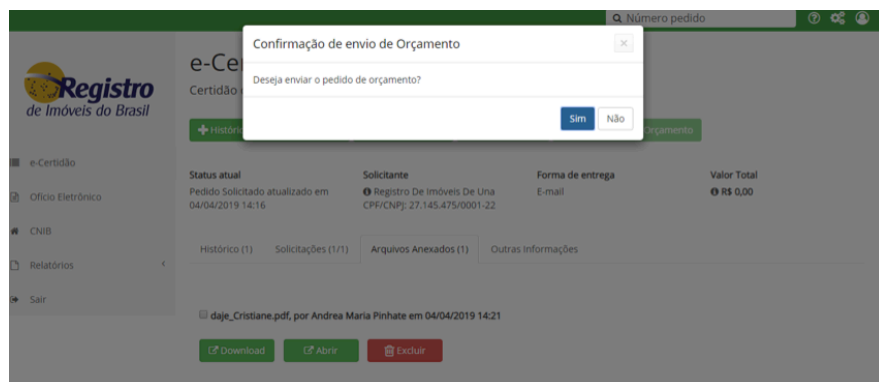 Número pedido
Confirmação de envio de Orçamento
×
Deseja enviar o pedido de orçamento?
Sim
Não
Registro
de Imóveis do Brasil
e-Certidão
Ofício Eletrônico
CNIB
Relatórios
Sair
e-Cer
Certidão
Históric
Orçamento
Status atual
Pedido Solicitado atualizado em
04/04/2019 14:16
Solicitante
Registro De Imóveis De Una
CPF/CNPJ: 27.145.475/0001-22
Forma de entrega
E-mail
Valor Total
R$ 0,00
Histórico (1)
Solicitações (1/1)
Arquivos Anexados (1)
Outras Informações
daje_Cristiane.pdf, por Andrea Maria Pinhate em 04/04/2019 14:21
Download
Abrir
Excluir